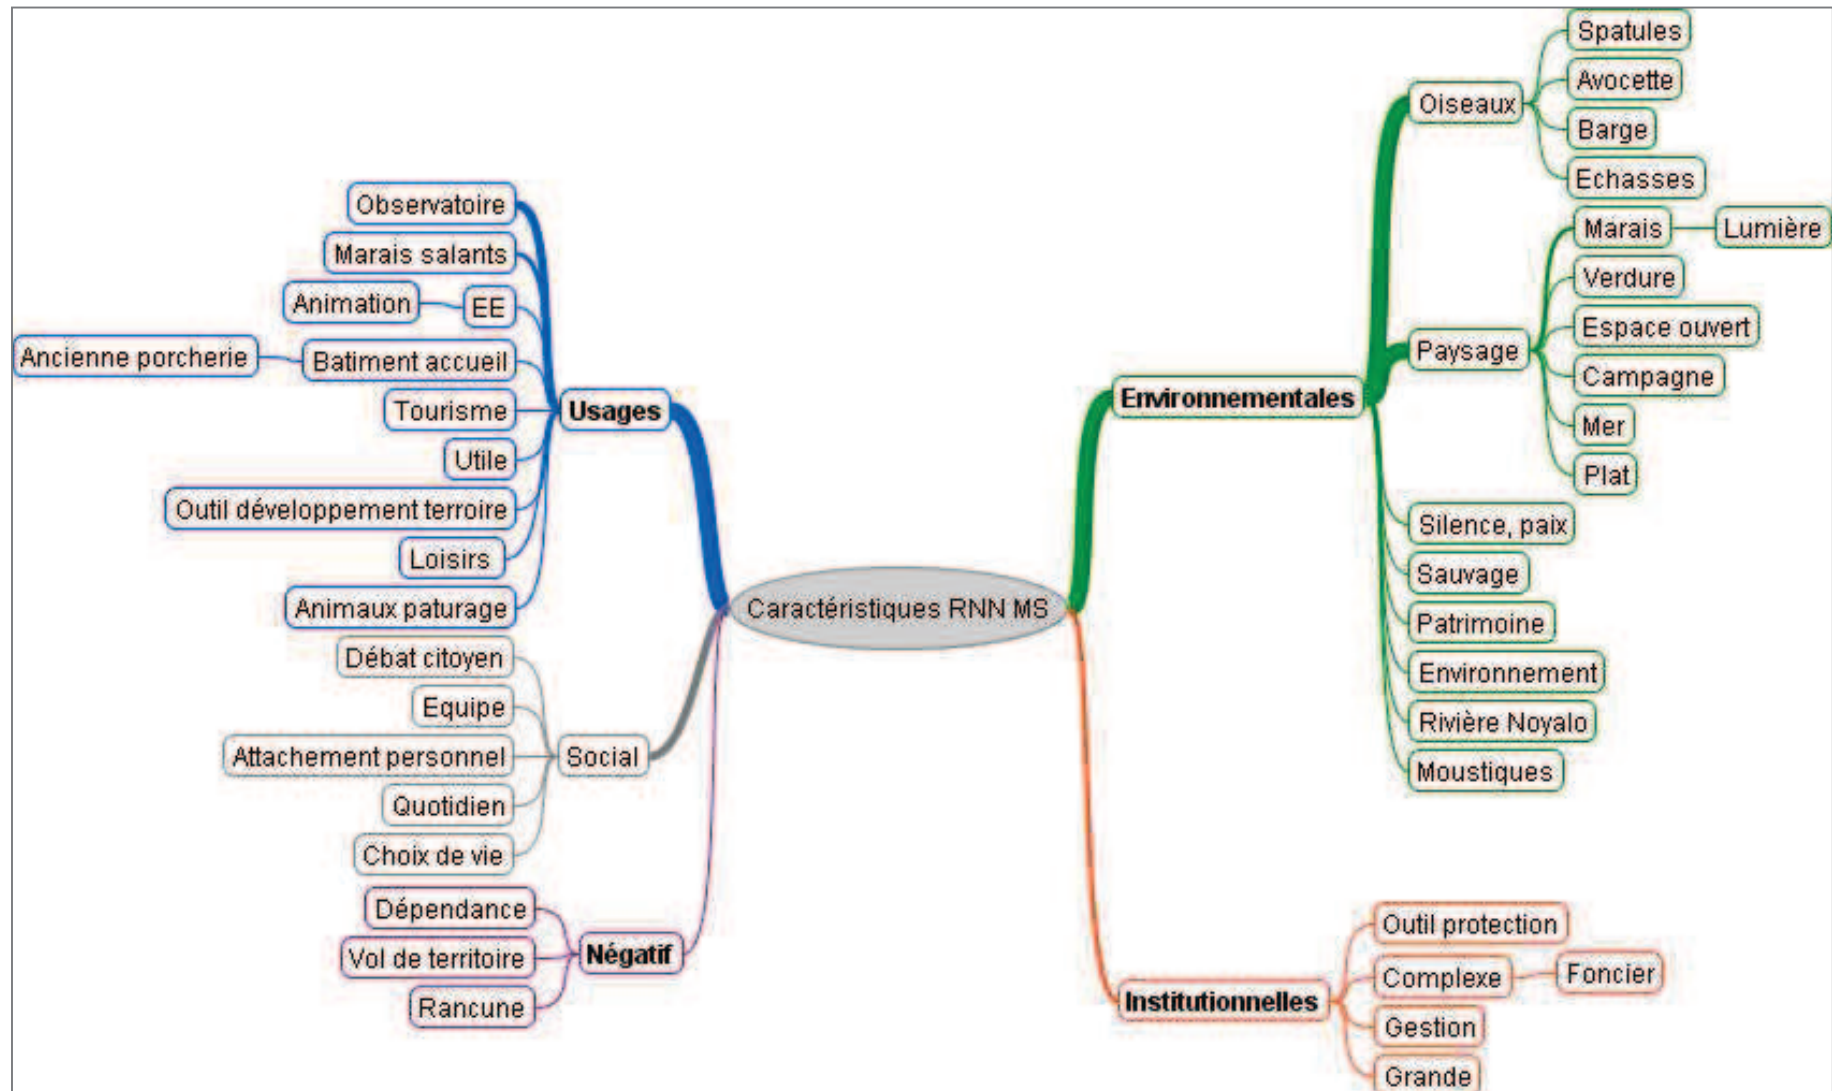 Caractéristiques RNN MS
Usages
Observatoire
Marais salants
EE
Animation
Batiment accueil
Ancienne porcherie
Tourisme
Utile
Outil développement terroire
Loisirs
Animaux paturage
Social
Débat citoyen
Equipe
Attachement personnel
Quotidien
Choix de vie
Négatif
Dépendance
Vol de territoire
Rancune
Environnementales
Oiseaux
Spatules
Avocette
Barge
Echasses
Paysage
Marais
Lumière
Verdure
Espace ouvert
Campagne
Mer
Plat
Silence, paix
Sauvage
Patrimoine
Environnement
Rivière Noyalo
Moustiques
Institutionnelles
Outil protection
Complexe
Foncier
Gestion
Grande